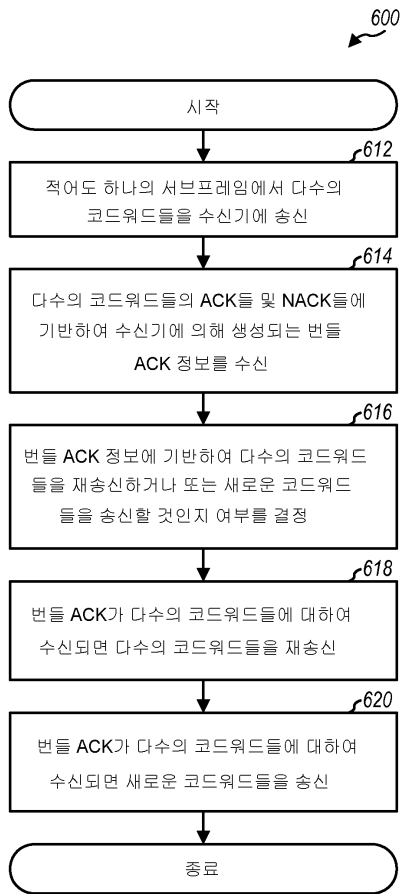 600
시작
612
적어도 하나의 서브프레임에서 다수의
코드워드들을 수신기에 송신
614
다수의 코드워드들의 ACK들 및 NACK들에
기반하여 수신기에 의해 생성되는 번들
ACK 정보를 수신
616
번들 ACK 정보에 기반하여 다수의 코드워드
들을 재송신하거나 또는 새로운 코드워드
들을 송신할 것인지 여부를 결정
618
번들 ACK가 다수의 코드워드들에 대하여
수신되면 다수의 코드워드들을 재송신
620
번들 ACK가 다수의 코드워드들에 대하여
수신되면 새로운 코드워드들을 송신
종료